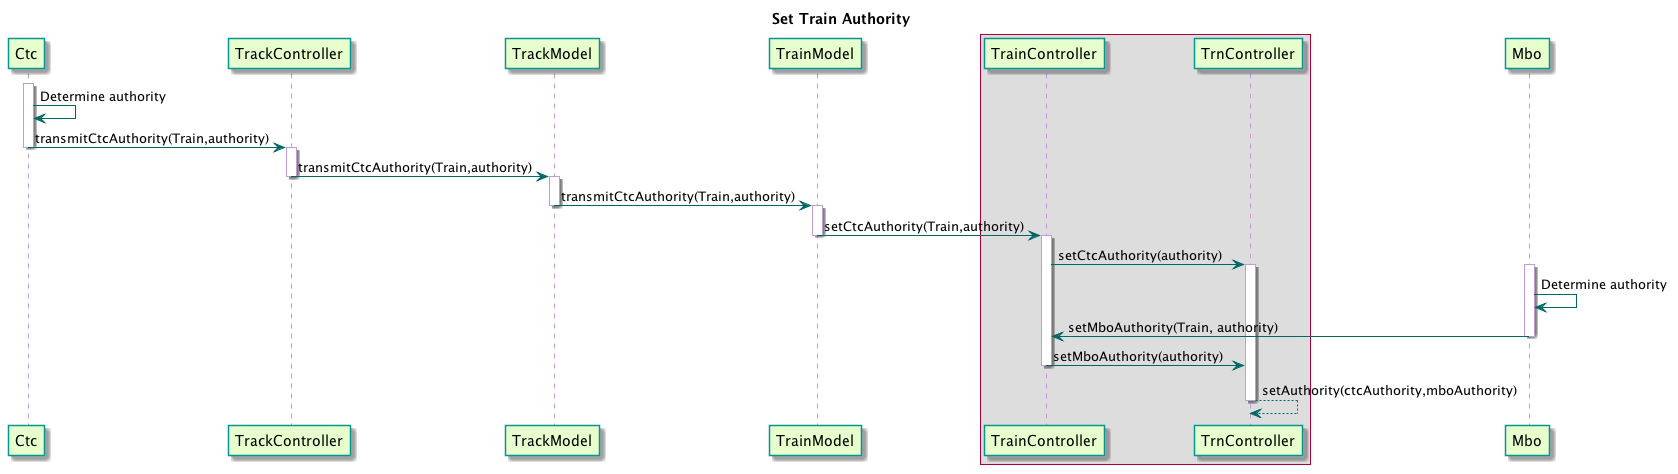 Set Train Authority
Ctc TrackController TrackModel TrainModel TrainController TrnController Mbo
Determine authority
transmitCtcAuthority(Train,authority)
transmitCtcAuthority(Train,authority)
transmitCtcAuthority(Train,authority)
setCtcAuthority(Train,authority)
setCtcAuthority(authority)
Determine authority
setMboAuthority(Train, authority)
setMboAuthority(authority)
setAuthority(ctcAuthority,mboAuthority)
Ctc TrackController TrackModel TrainModel TrainController TrnController Mbo